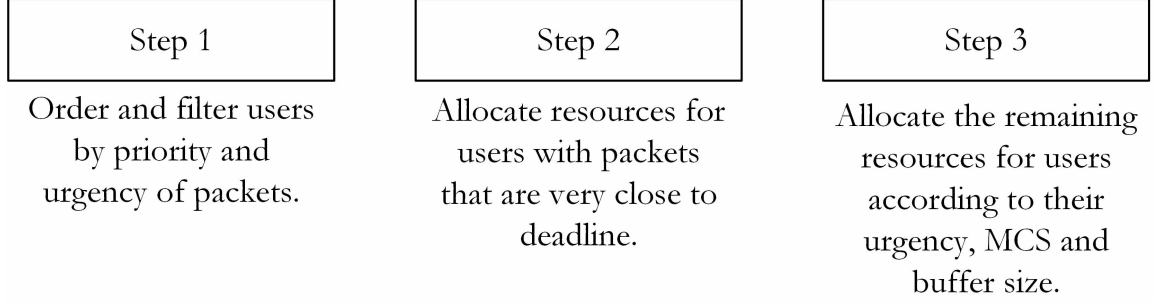 Step 1
Order and filter users
by priority and
urgency of packets.
Step 2
Allocate resources for
users with packets
that are very close to
deadline.
Step 3
Allocate the remaining
resources for users
according to their
urgency, MCS and
buffer size.